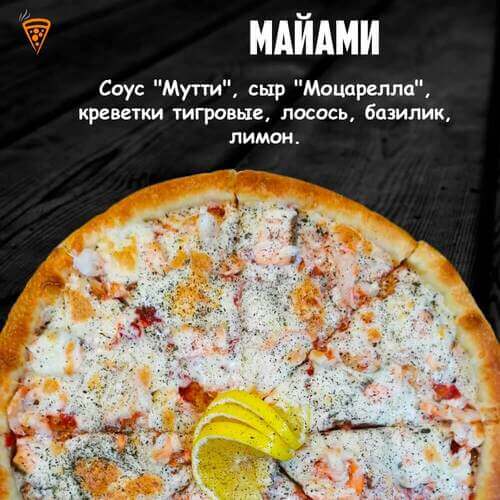 МАЙАМИ
Соус "Мутти", сыр "Моцарелла",
креветки тигровые, лосось, базилик,
лимон.